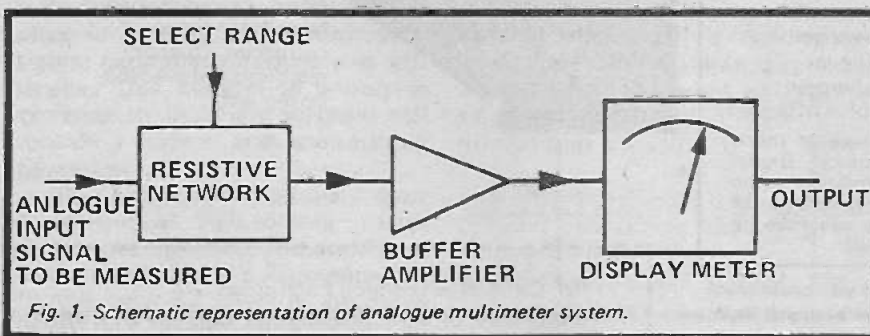 SELECT RANGE
RESISTIVE
NETWORK
ANLOGUE
INPUT
SIGNAL
TO BE MEASURED
BUFFER
AMPLIFIER
DISPLAY METER
OUTPUT
Fig. 1. Schematic representation of analogue multimeter system.